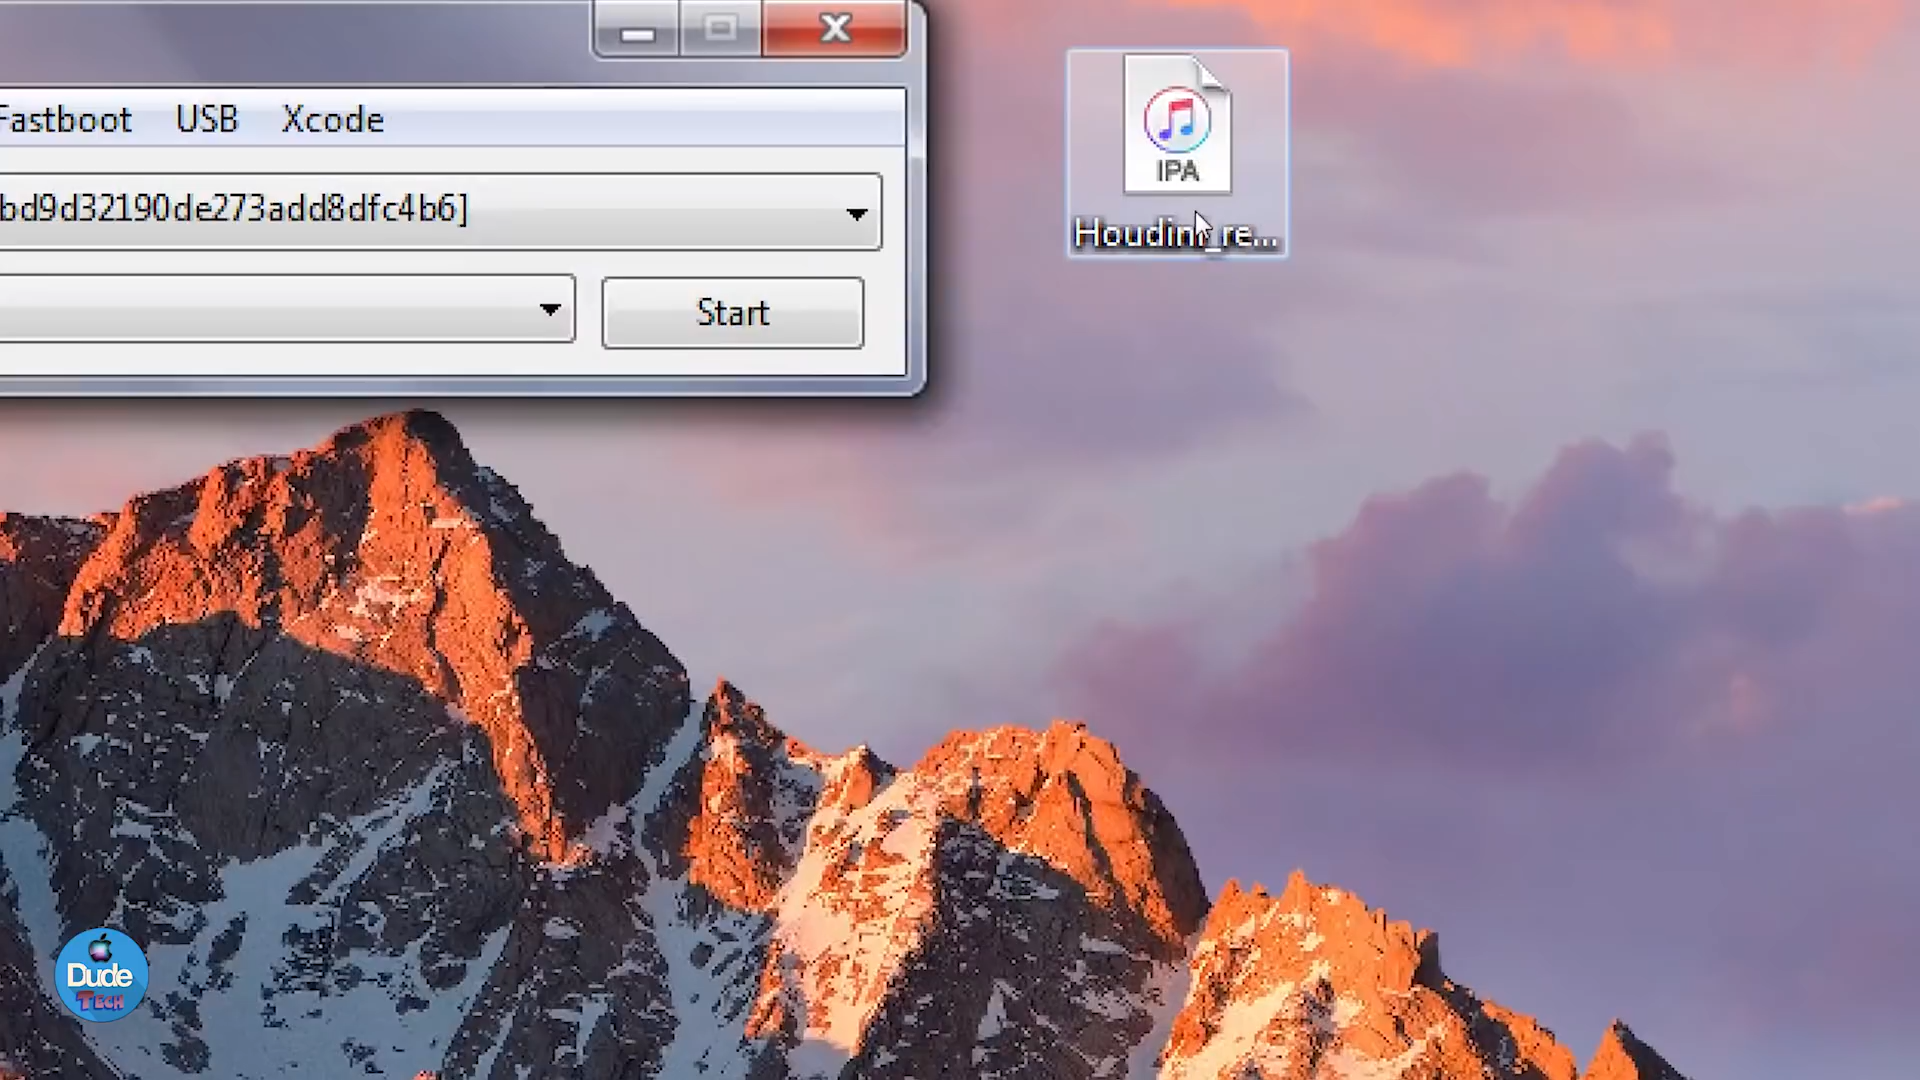 Fastboot USB Xcode
bd9d32190de273add8dfc4b6]
Start
IPA
Houdini_re...
Dude
TECH